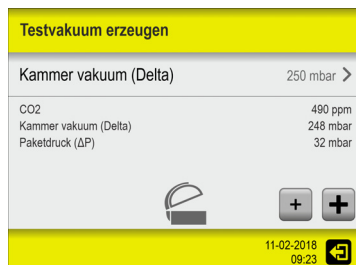 Testvakuum erzeugen
Kammer vakuum (Delta) 250 mbar >
CO2 490 ppm
Kammer vakuum (Delta) 248 mbar
Paketdruck (ΔP) 32 mbar
+ +
11-02-2018
09:23